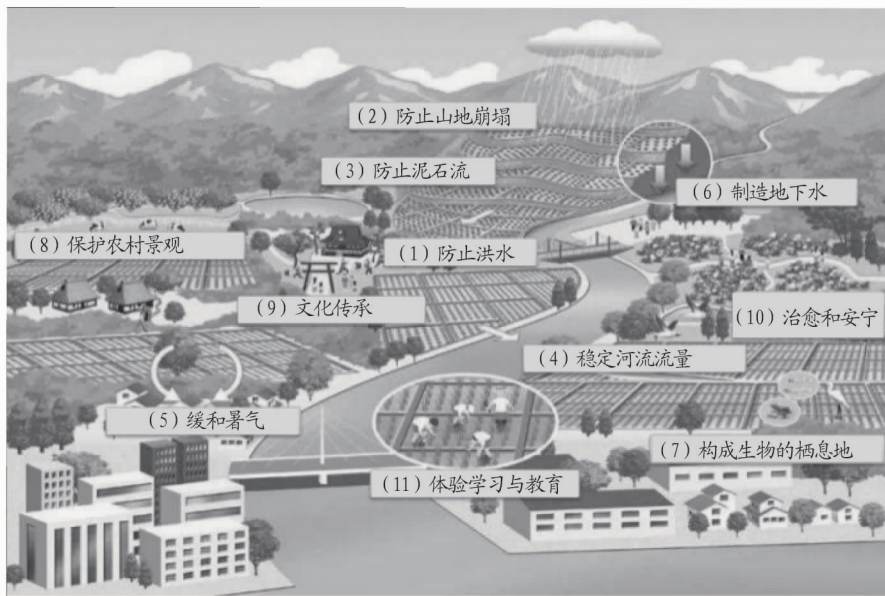 （2）防止山地崩塌
（3）防止泥石流
（6）制造地下水
（8）保护农村景观
（1）防止洪水
（9）文化传承
（10）治愈和安宁
（4）稳定河流流量
（5）缓和暑气
（7）构成生物的栖息地
（11）体验学习与教育